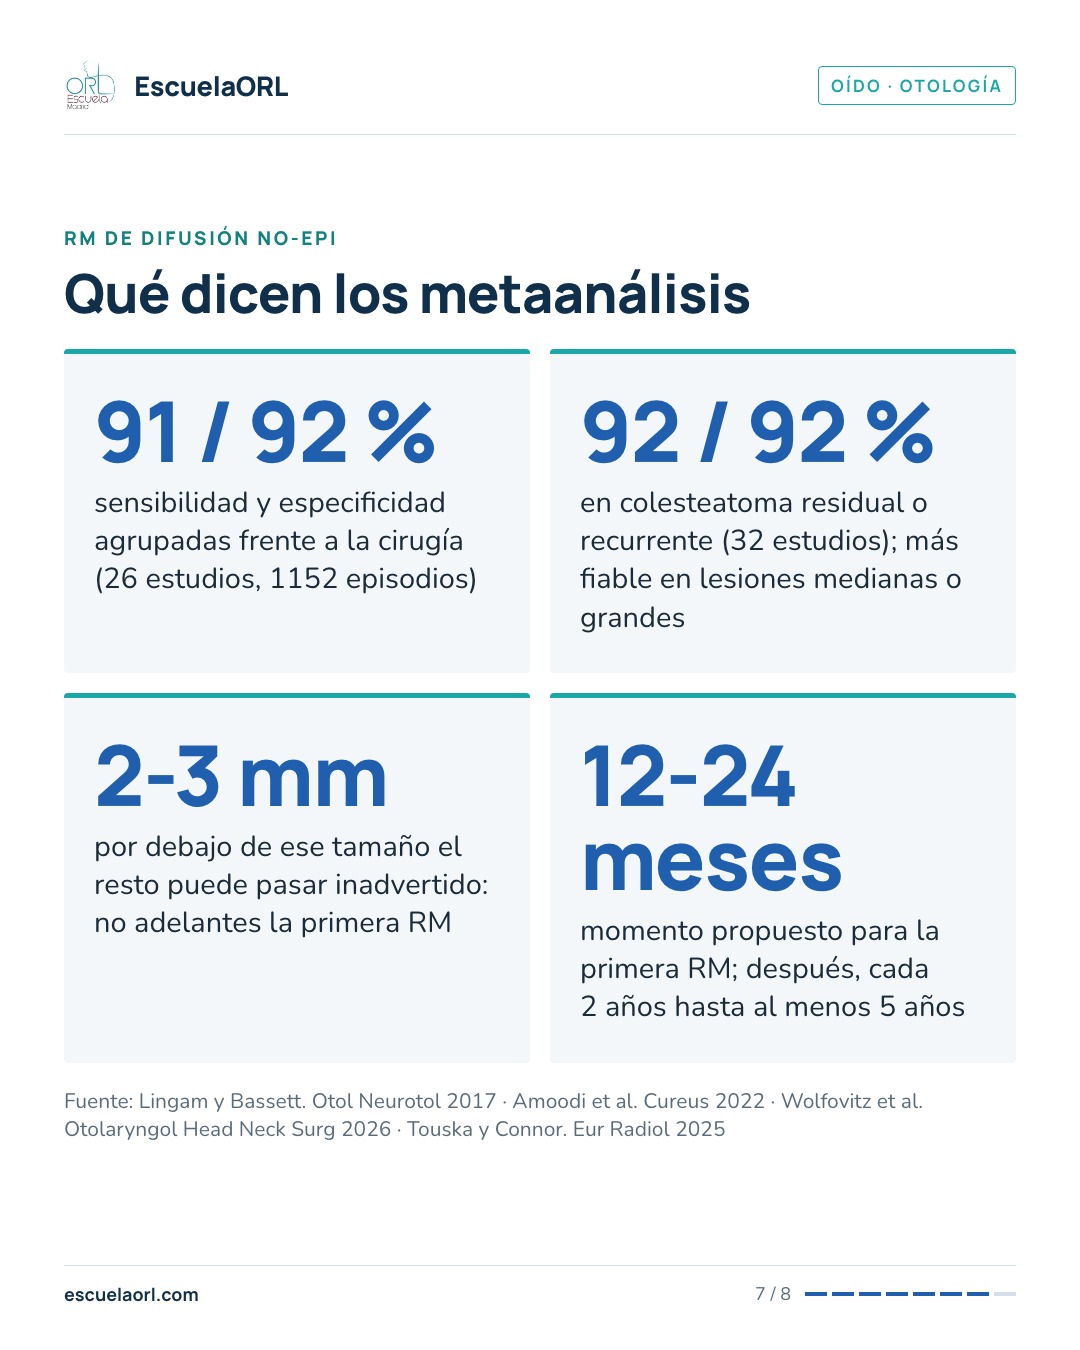 ORL
Escuela
Madrid
EscuelaORL
OÍDO · OTOLOGÍA
RM DE DIFUSIÓN NO-EPI
Qué dicen los metaanálisis
91 / 92 %
sensibilidad y especificidad
agrupadas frente a la cirugía
(26 estudios, 1152 episodios)
92 / 92 %
en colesteatoma residual o
recurrente (32 estudios); más
fiable en lesiones medianas o
grandes
2-3 mm
por debajo de ese tamaño el
resto puede pasar inadvertido:
no adelantes la primera RM
12-24
meses
momento propuesto para la
primera RM; después, cada
2 años hasta al menos 5 años
Fuente: Lingam y Bassett. Otol Neurotol 2017 · Amoodi et al. Cureus 2022 · Wolfovitz et al.
Otolaryngol Head Neck Surg 2026 · Touska y Connor. Eur Radiol 2025
escuelaorl.com
7 / 8